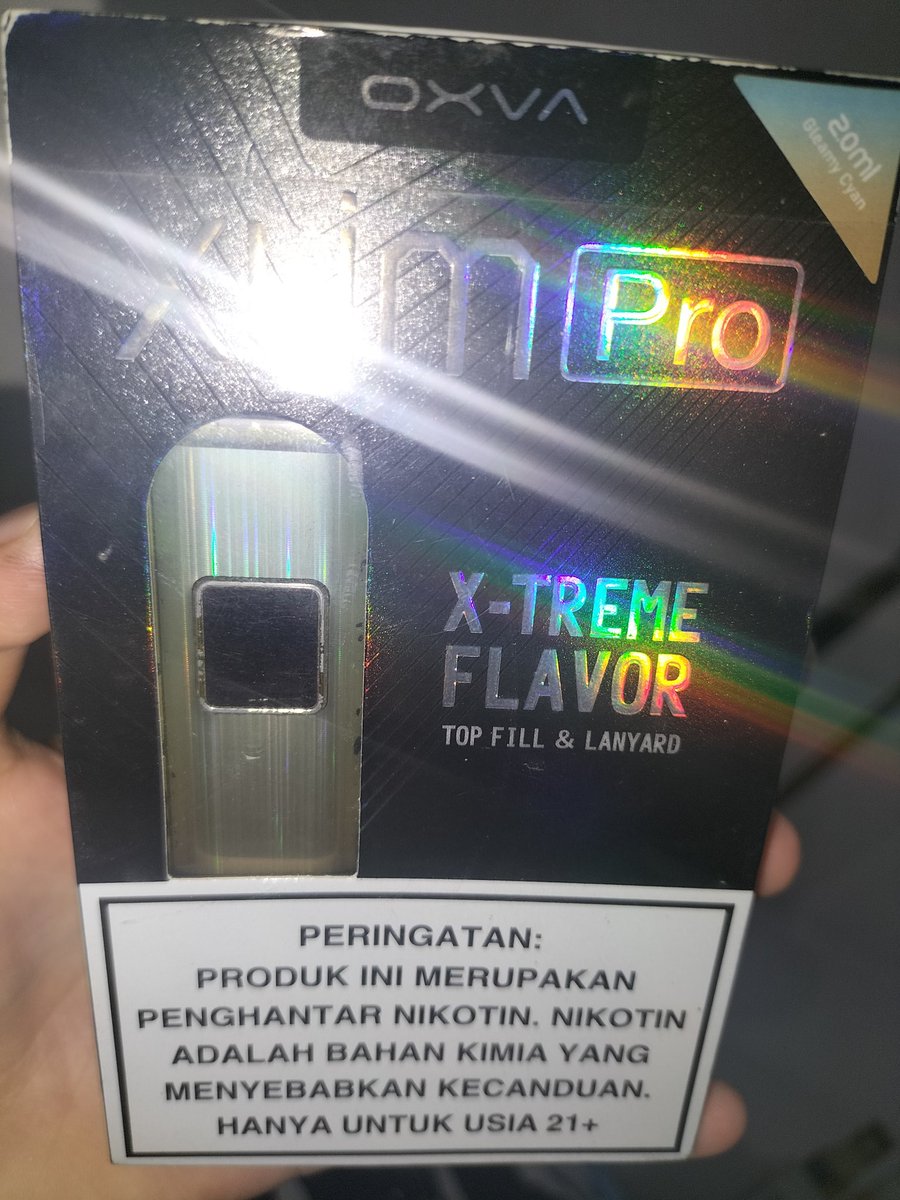 OXVA
20ml
Gleamy Cyan
Xlim Pro
X-TREME
FLAVOR
TOP FILL & LANYARD
PERINGATAN:
PRODUK INI MERUPAKAN
PENGHANTAR NIKOTIN. NIKOTIN
ADALAH BAHAN KIMIA YANG
MENYEBABKAN KECANDUAN.
HANYA UNTUK USIA 21+